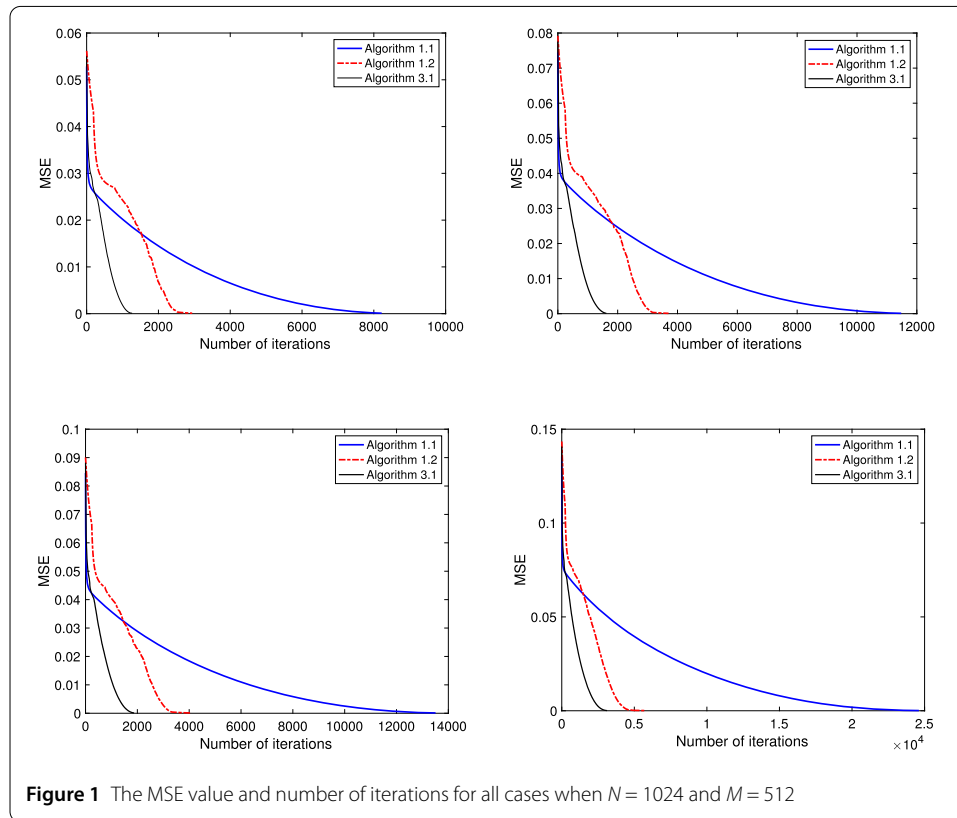 0.06
0.05
0.04
0.03
0.02
0.01
0
MSE
Algorithm 1.1
Algorithm 1.2
Algorithm 3.1
0 2000 4000 6000 8000 10000
Number of iterations
0.08
0.07
0.06
0.05
0.04
0.03
0.02
0.01
0
MSE
Algorithm 1.1
Algorithm 1.2
Algorithm 3.1
0 2000 4000 6000 8000 10000 12000
Number of iterations
0.1
0.09
0.08
0.07
0.06
0.05
0.04
0.03
0.02
0.01
0
MSE
Algorithm 1.1
Algorithm 1.2
Algorithm 3.1
0 2000 4000 6000 8000 10000 12000 14000
Number of iterations
0.15
0.1
0.05
0
MSE
Algorithm 1.1
Algorithm 1.2
Algorithm 3.1
0 0.5 1 1.5 2 2.5
Number of iterations
×10⁴
Figure 1 The MSE value and number of iterations for all cases when N = 1024 and M = 512